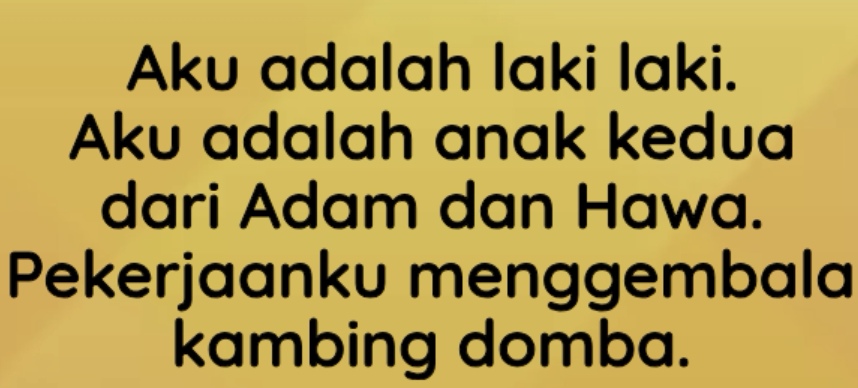 Aku adalah laki laki.
Aku adalah anak kedua
dari Adam dan Hawa.
Pekerjaanku menggembala
kambing domba.